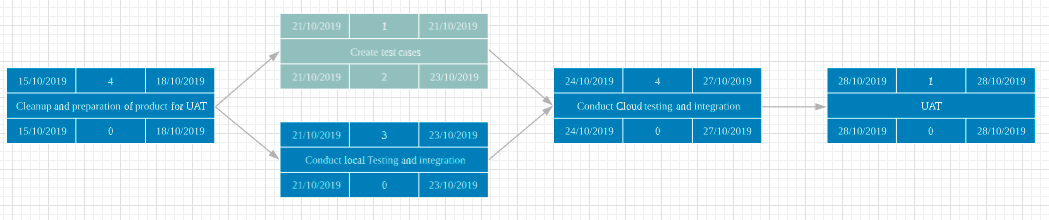 15/10/2019 4 18/10/2019
Cleanup and preparation of product for UAT
15/10/2019 0 18/10/2019
21/10/2019 1 21/10/2019
Create test cases
21/10/2019 2 23/10/2019
21/10/2019 3 23/10/2019
Conduct local Testing and integration
21/10/2019 0 23/10/2019
24/10/2019 4 27/10/2019
Conduct Cloud testing and integration
24/10/2019 0 27/10/2019
28/10/2019 1 28/10/2019
UAT
28/10/2019 0 28/10/2019